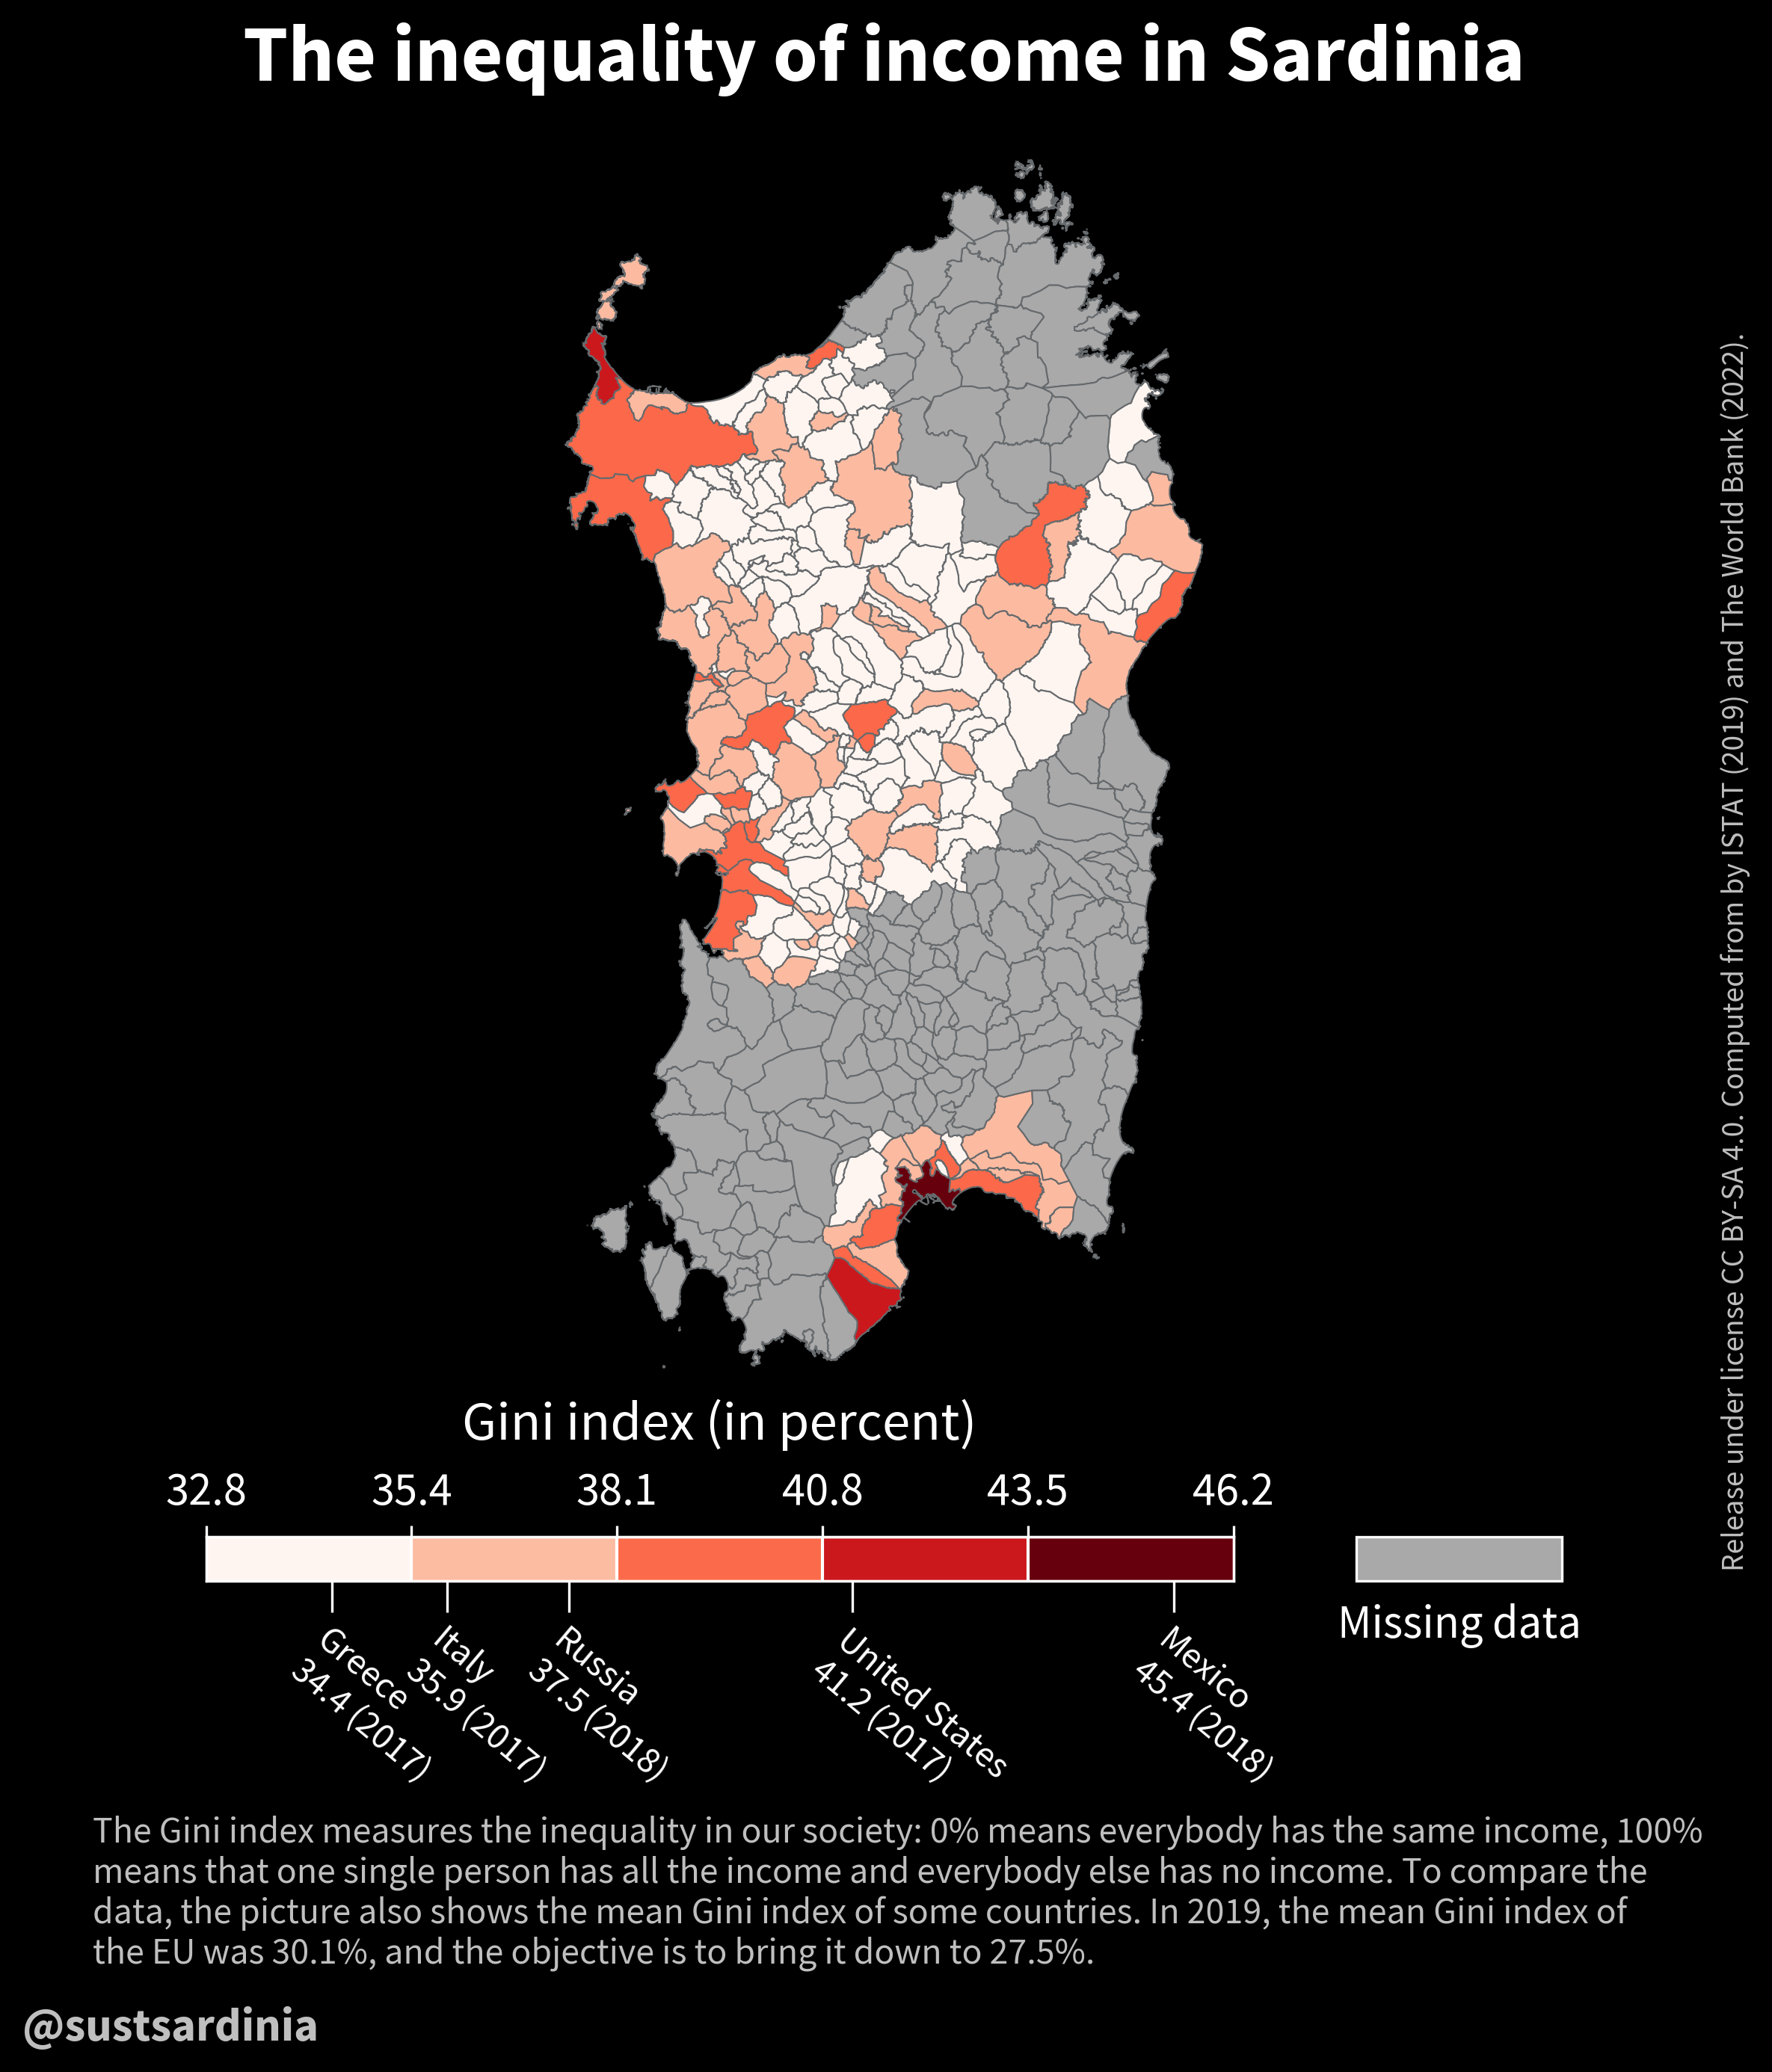 The inequality of income in Sardinia
Release under license CC BY-SA 4.0. Computed from by ISTAT (2019) and The World Bank (2022).
Gini index (in percent)
32.8 35.4 38.1 40.8 43.5 46.2
Greece
34.4 (2017)
Italy
35.9 (2017)
Russia
37.5 (2018)
United States
41.2 (2017)
Mexico
45.4 (2018)
Missing data
The Gini index measures the inequality in our society: 0% means everybody has the same income, 100%
means that one single person has all the income and everybody else has no income. To compare the
data, the picture also shows the mean Gini index of some countries. In 2019, the mean Gini index of
the EU was 30.1%, and the objective is to bring it down to 27.5%.
@sustsardinia